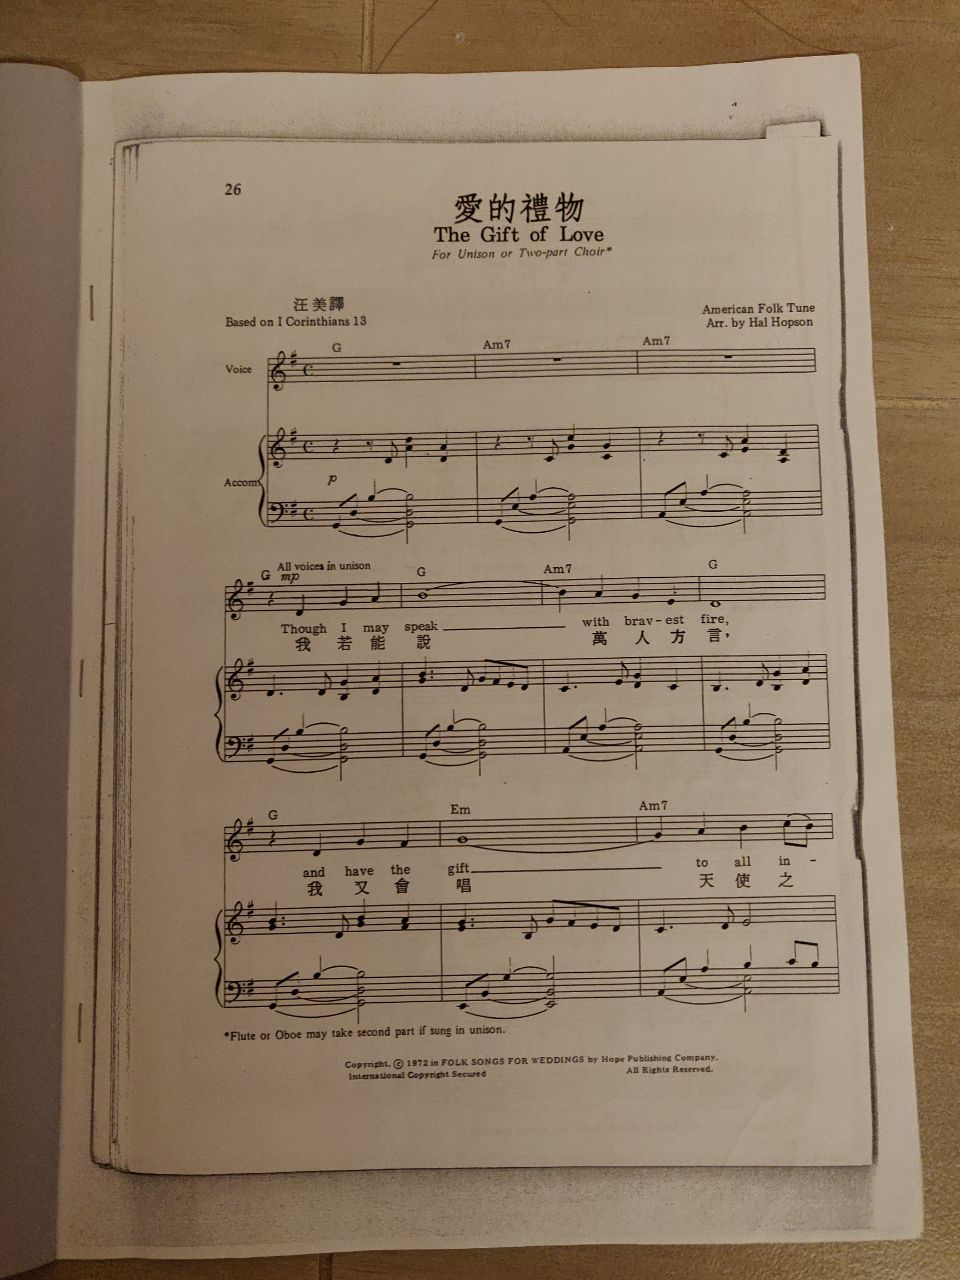 26
愛的禮物
The Gift of Love
For Unison or Two-part Choir*
汪美譯
Based on I Corinthians 13
American Folk Tune
Arr. by Hal Hopson
G Am7 Am7
Voice
Accom.
p
All voices in unison
G mp G Am7 G
Though I may speak with brav-est fire,
我 若 能 說 萬 人 方 言,
G Em Am7
and have the gift to all in-
我 又 會 唱 天 使 之
*Flute or Oboe may take second part if sung in unison.
Copyright, © 1972 in FOLK SONGS FOR WEDDINGS by Hope Publishing Company.
International Copyright Secured All Rights Reserved.